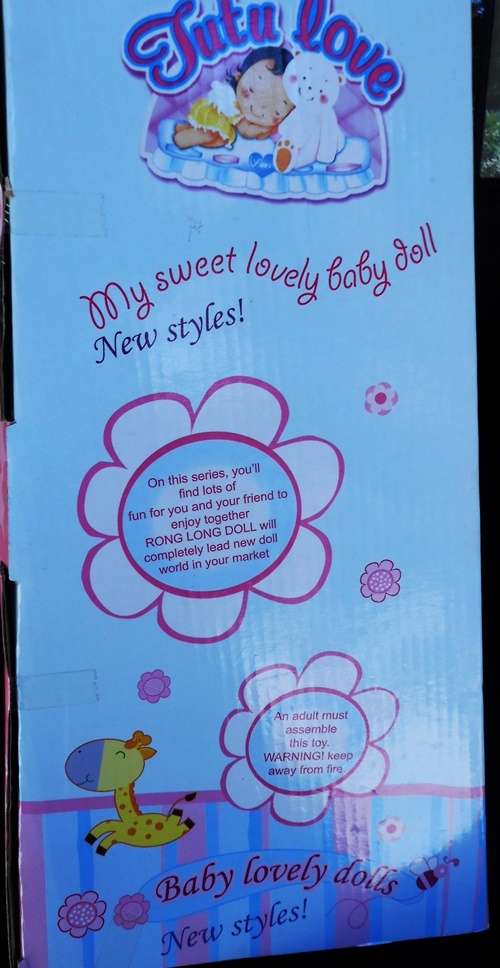 Tutu love
My sweet lovely baby doll
New styles!
On this series, you'll
find lots of
fun for you and your friend to
enjoy together
RONG LONG DOLL will
completely lead new doll
world in your market
An adult must
assemble
this toy.
WARNING! keep
away from fire.
Baby lovely dolls
New styles!